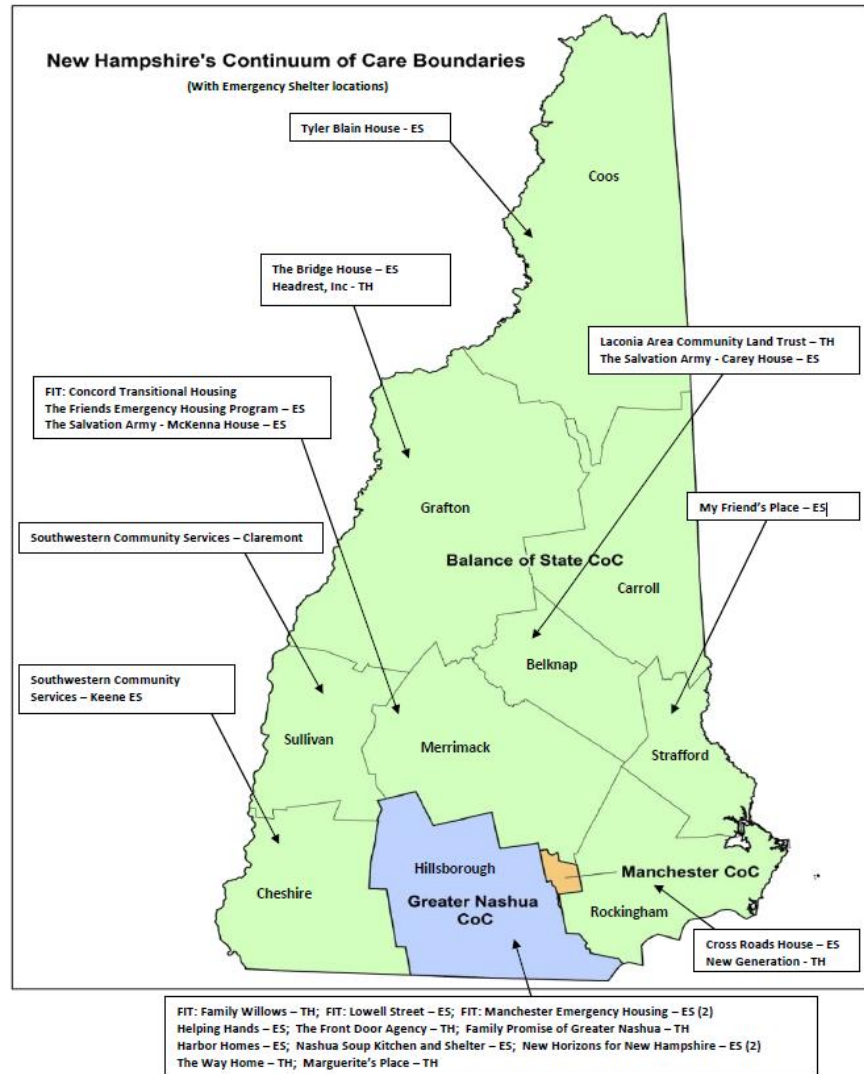 New Hampshire's Continuum of Care Boundaries
(With Emergency Shelter locations)
Tyler Blain House - ES
Coos
The Bridge House – ES
Headrest, Inc - TH
Laconia Area Community Land Trust – TH
The Salvation Army - Carey House – ES
FIT: Concord Transitional Housing
The Friends Emergency Housing Program – ES
The Salvation Army - McKenna House – ES
Grafton
My Friend's Place – ES
Southwestern Community Services – Claremont
Balance of State CoC
Carroll
Belknap
Southwestern Community
Services – Keene ES
Sullivan
Merrimack
Strafford
Hillsborough
Manchester CoC
Cheshire
Greater Nashua
CoC
Rockingham
Cross Roads House – ES
New Generation - TH
FIT: Family Willows – TH; FIT: Lowell Street – ES; FIT: Manchester Emergency Housing – ES (2)
Helping Hands – ES; The Front Door Agency – TH; Family Promise of Greater Nashua – TH
Harbor Homes – ES; Nashua Soup Kitchen and Shelter – ES; New Horizons for New Hampshire – ES (2)
The Way Home – TH; Marguerite's Place – TH